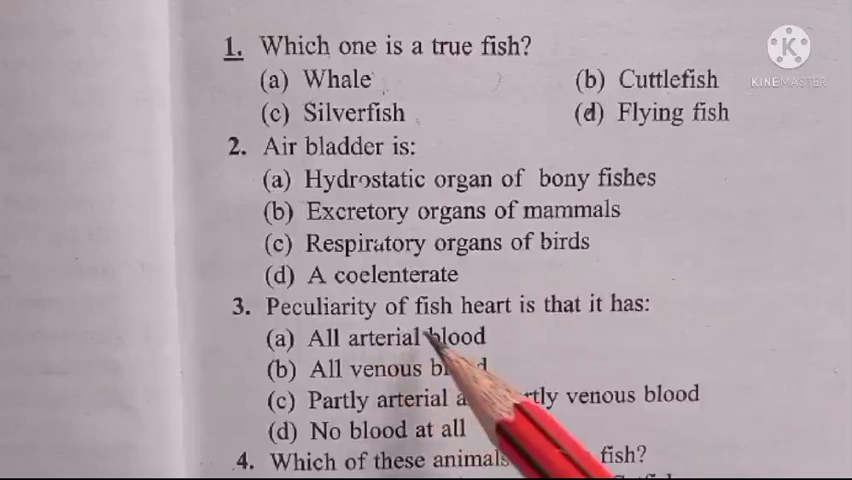 K
KINEMASTER
1. Which one is a true fish?
(a) Whale (b) Cuttlefish
(c) Silverfish (d) Flying fish
2. Air bladder is:
(a) Hydrostatic organ of bony fishes
(b) Excretory organs of mammals
(c) Respiratory organs of birds
(d) A coelenterate
3. Peculiarity of fish heart is that it has:
(a) All arterial blood
(b) All venous
(c) Partly arterial venous blood
(d) No blood at all
4. Which of these animals fish?